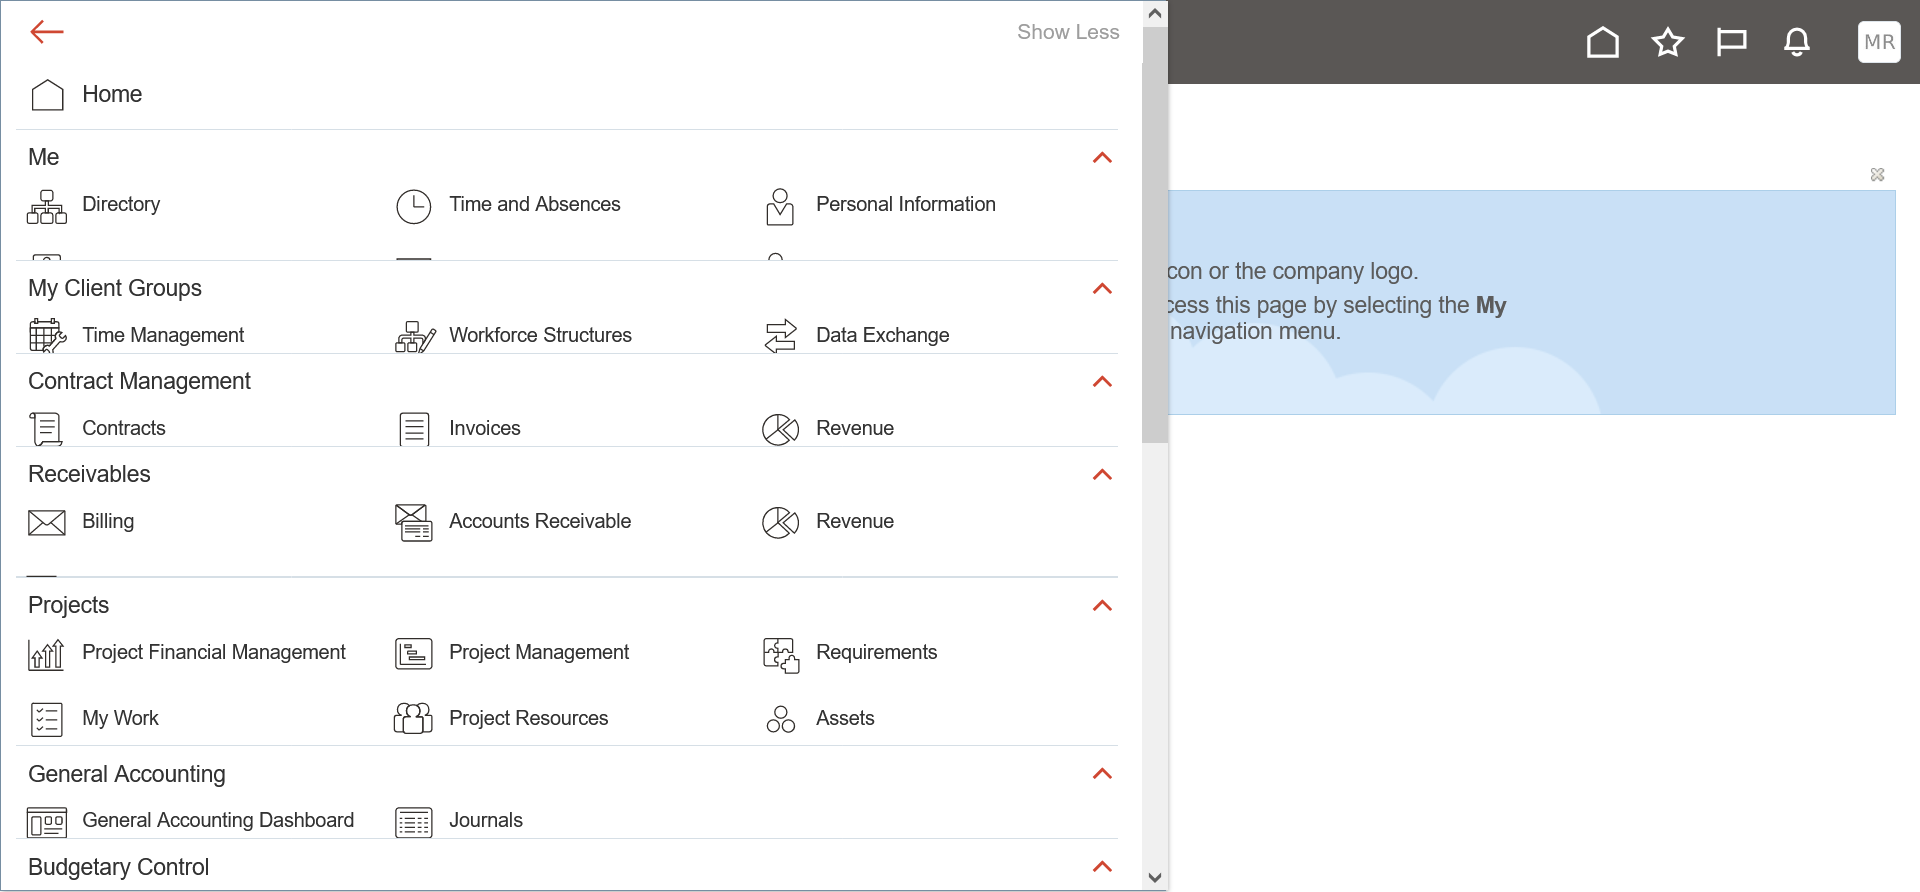 Show Less
MR
Home
Me
Directory
Time and Absences
Personal Information
My Client Groups
Time Management
Workforce Structures
Data Exchange
Contract Management
Contracts
Invoices
Revenue
Receivables
Billing
Accounts Receivable
Revenue
Projects
Project Financial Management
Project Management
Requirements
My Work
Project Resources
Assets
General Accounting
General Accounting Dashboard
Journals
Budgetary Control
con or the company logo.
cess this page by selecting the My
navigation menu.